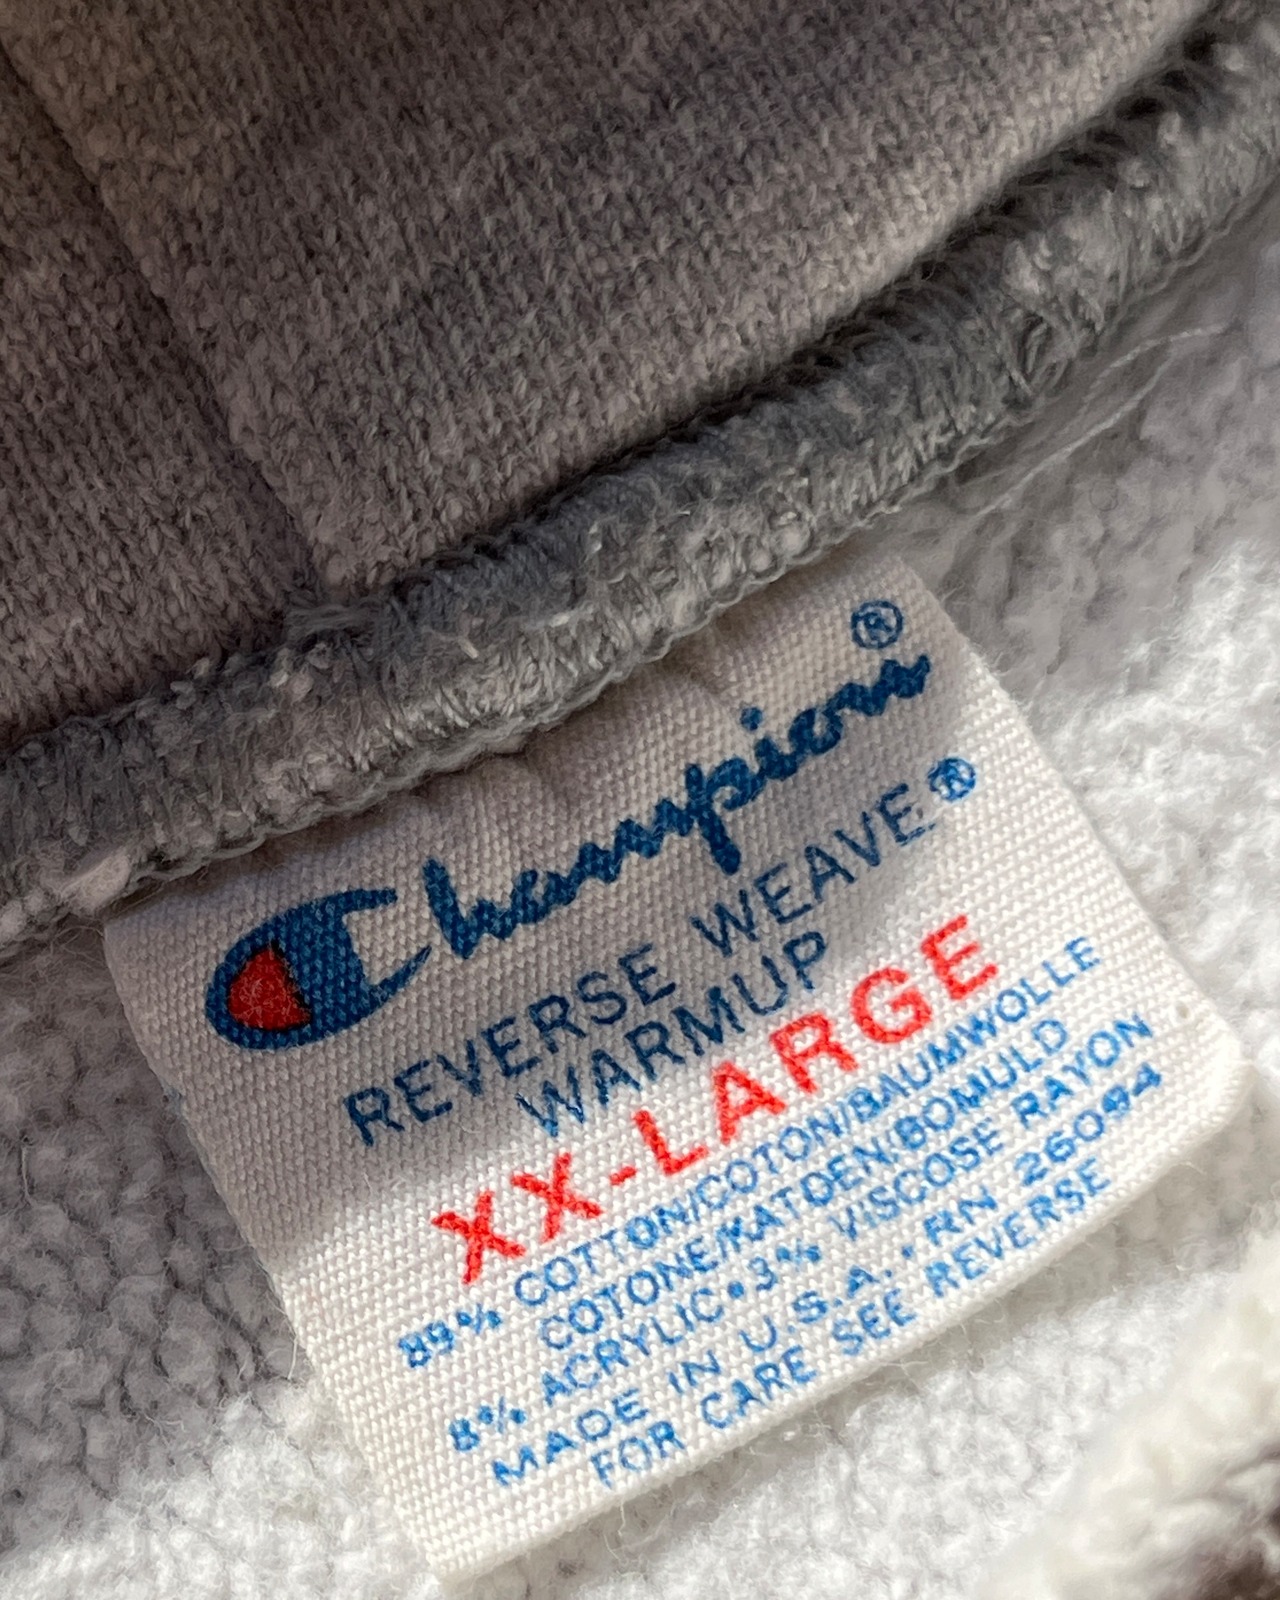 Champion®
REVERSE WEAVE®
WARMUP
XX-LARGE
89% COTTON/COTON/BAUMWOLLE
COTONE/KATOEN/BOMULD
8% ACRYLIC•3% VISCOSE RAYON
MADE IN U.S.A. • RN 26094
FOR CARE SEE REVERSE